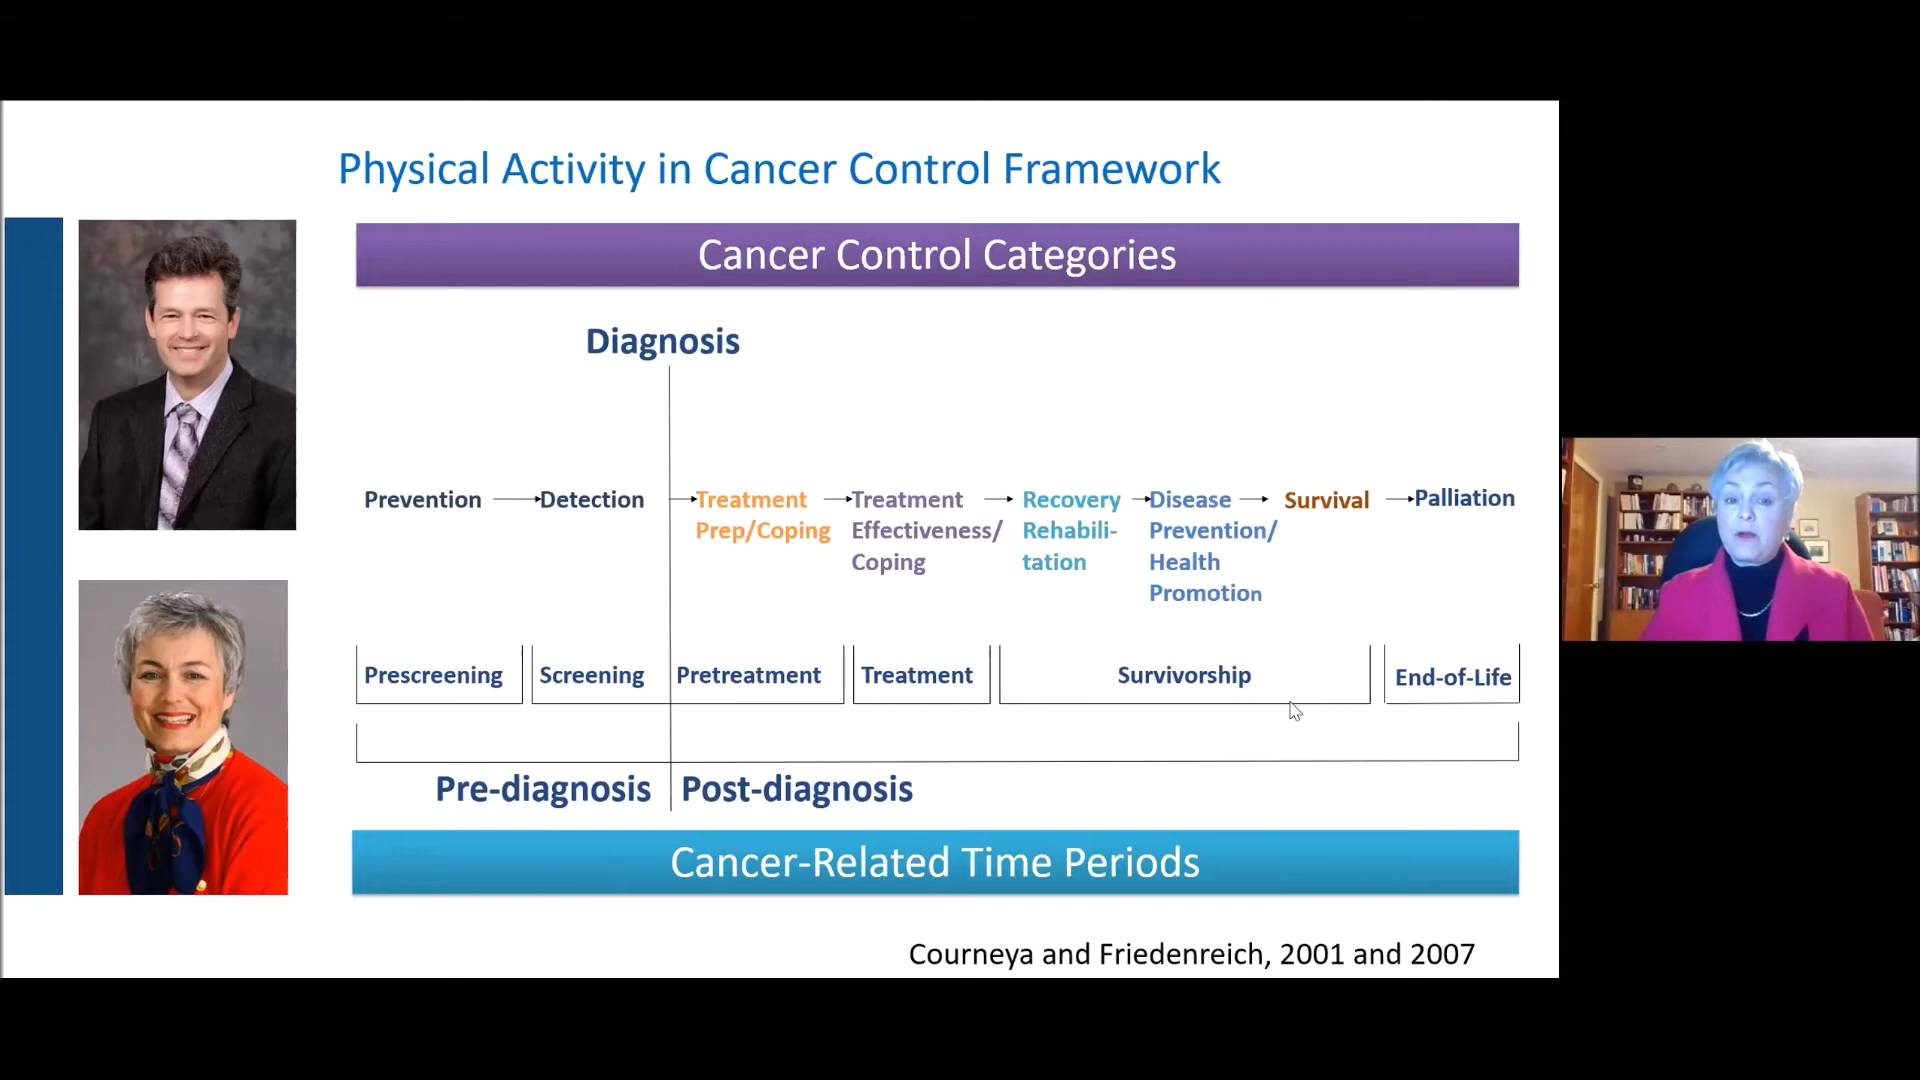 Physical Activity in Cancer Control Framework
Cancer Control Categories
Diagnosis
Prevention
Detection
Treatment
Prep/Coping
Treatment
Effectiveness/
Coping
Recovery
Rehabili-
tation
Disease
Prevention/
Health
Promotion
Survival
Palliation
Prescreening
Screening
Pretreatment
Treatment
Survivorship
End-of-Life
Pre-diagnosis
Post-diagnosis
Cancer-Related Time Periods
Courneya and Friedenreich, 2001 and 2007